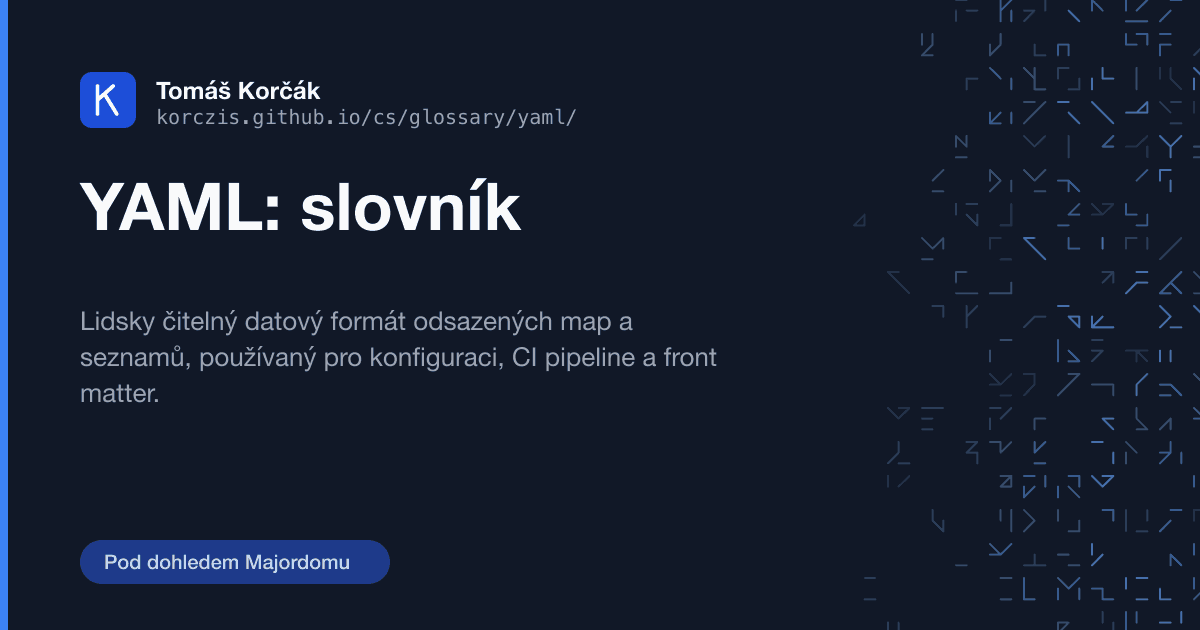 Tomáš Korčák
korczis.github.io/cs/glossary/yaml/
YAML: slovník
Lidsky čitelný datový formát odsazených map a
seznamů, používaný pro konfiguraci, CI pipeline a front
matter.
Pod dohledem Majordomu